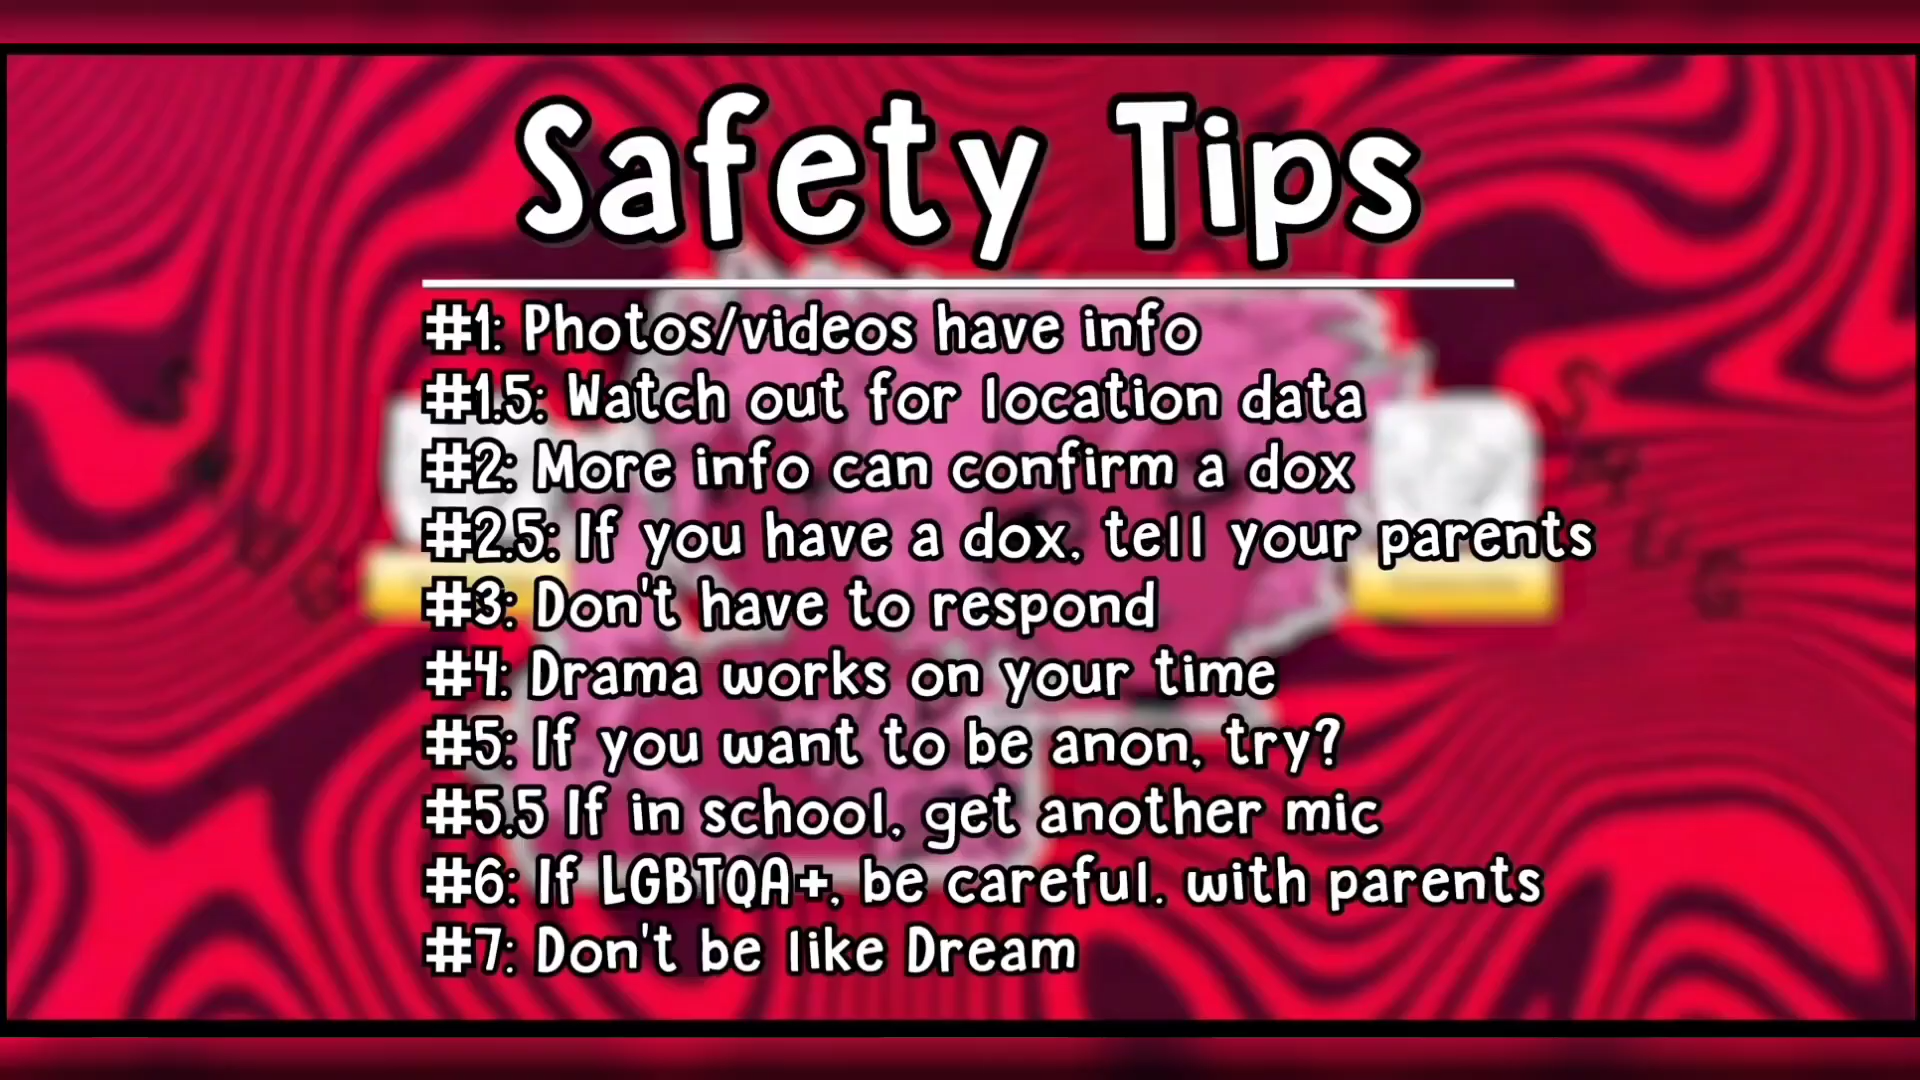 Safety Tips
#1: Photos/videos have info
#1.5: Watch out for location data
#2: More info can confirm a dox
#2.5: If you have a dox, tell your parents
#3: Don't have to respond
#4: Drama works on your time
#5: If you want to be anon, try?
#5.5 If in school, get another mic
#6: If LGBTQA+, be careful. with parents
#7: Don't be like Dream